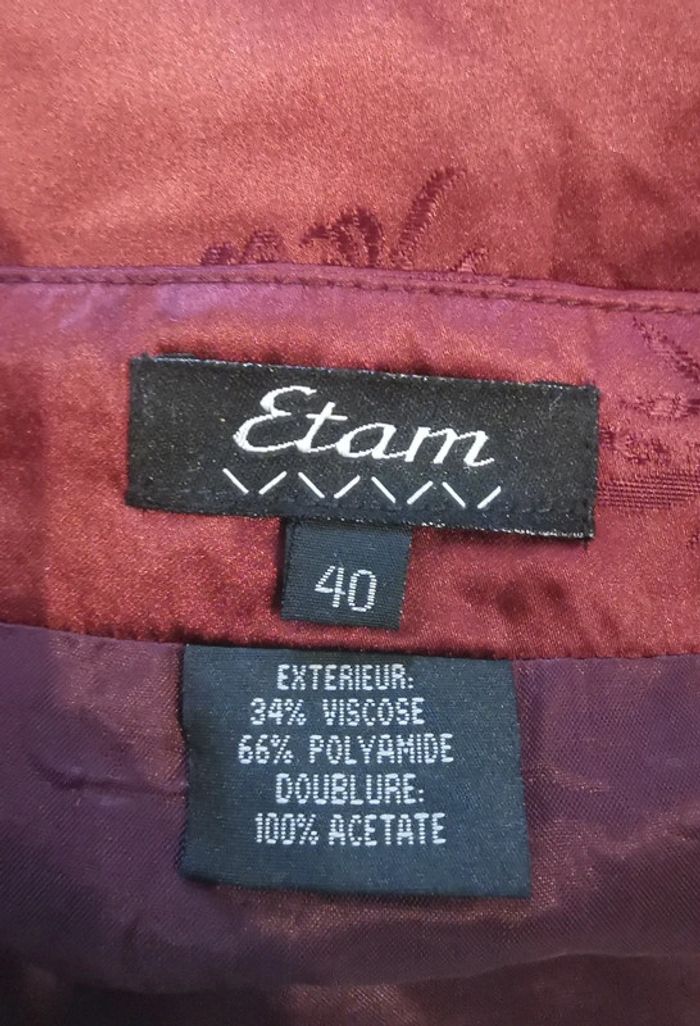 Etam
40
EXTERIEUR:
34% VISCOSE
66% POLYAMIDE
DOUBLURE:
100% ACETATE